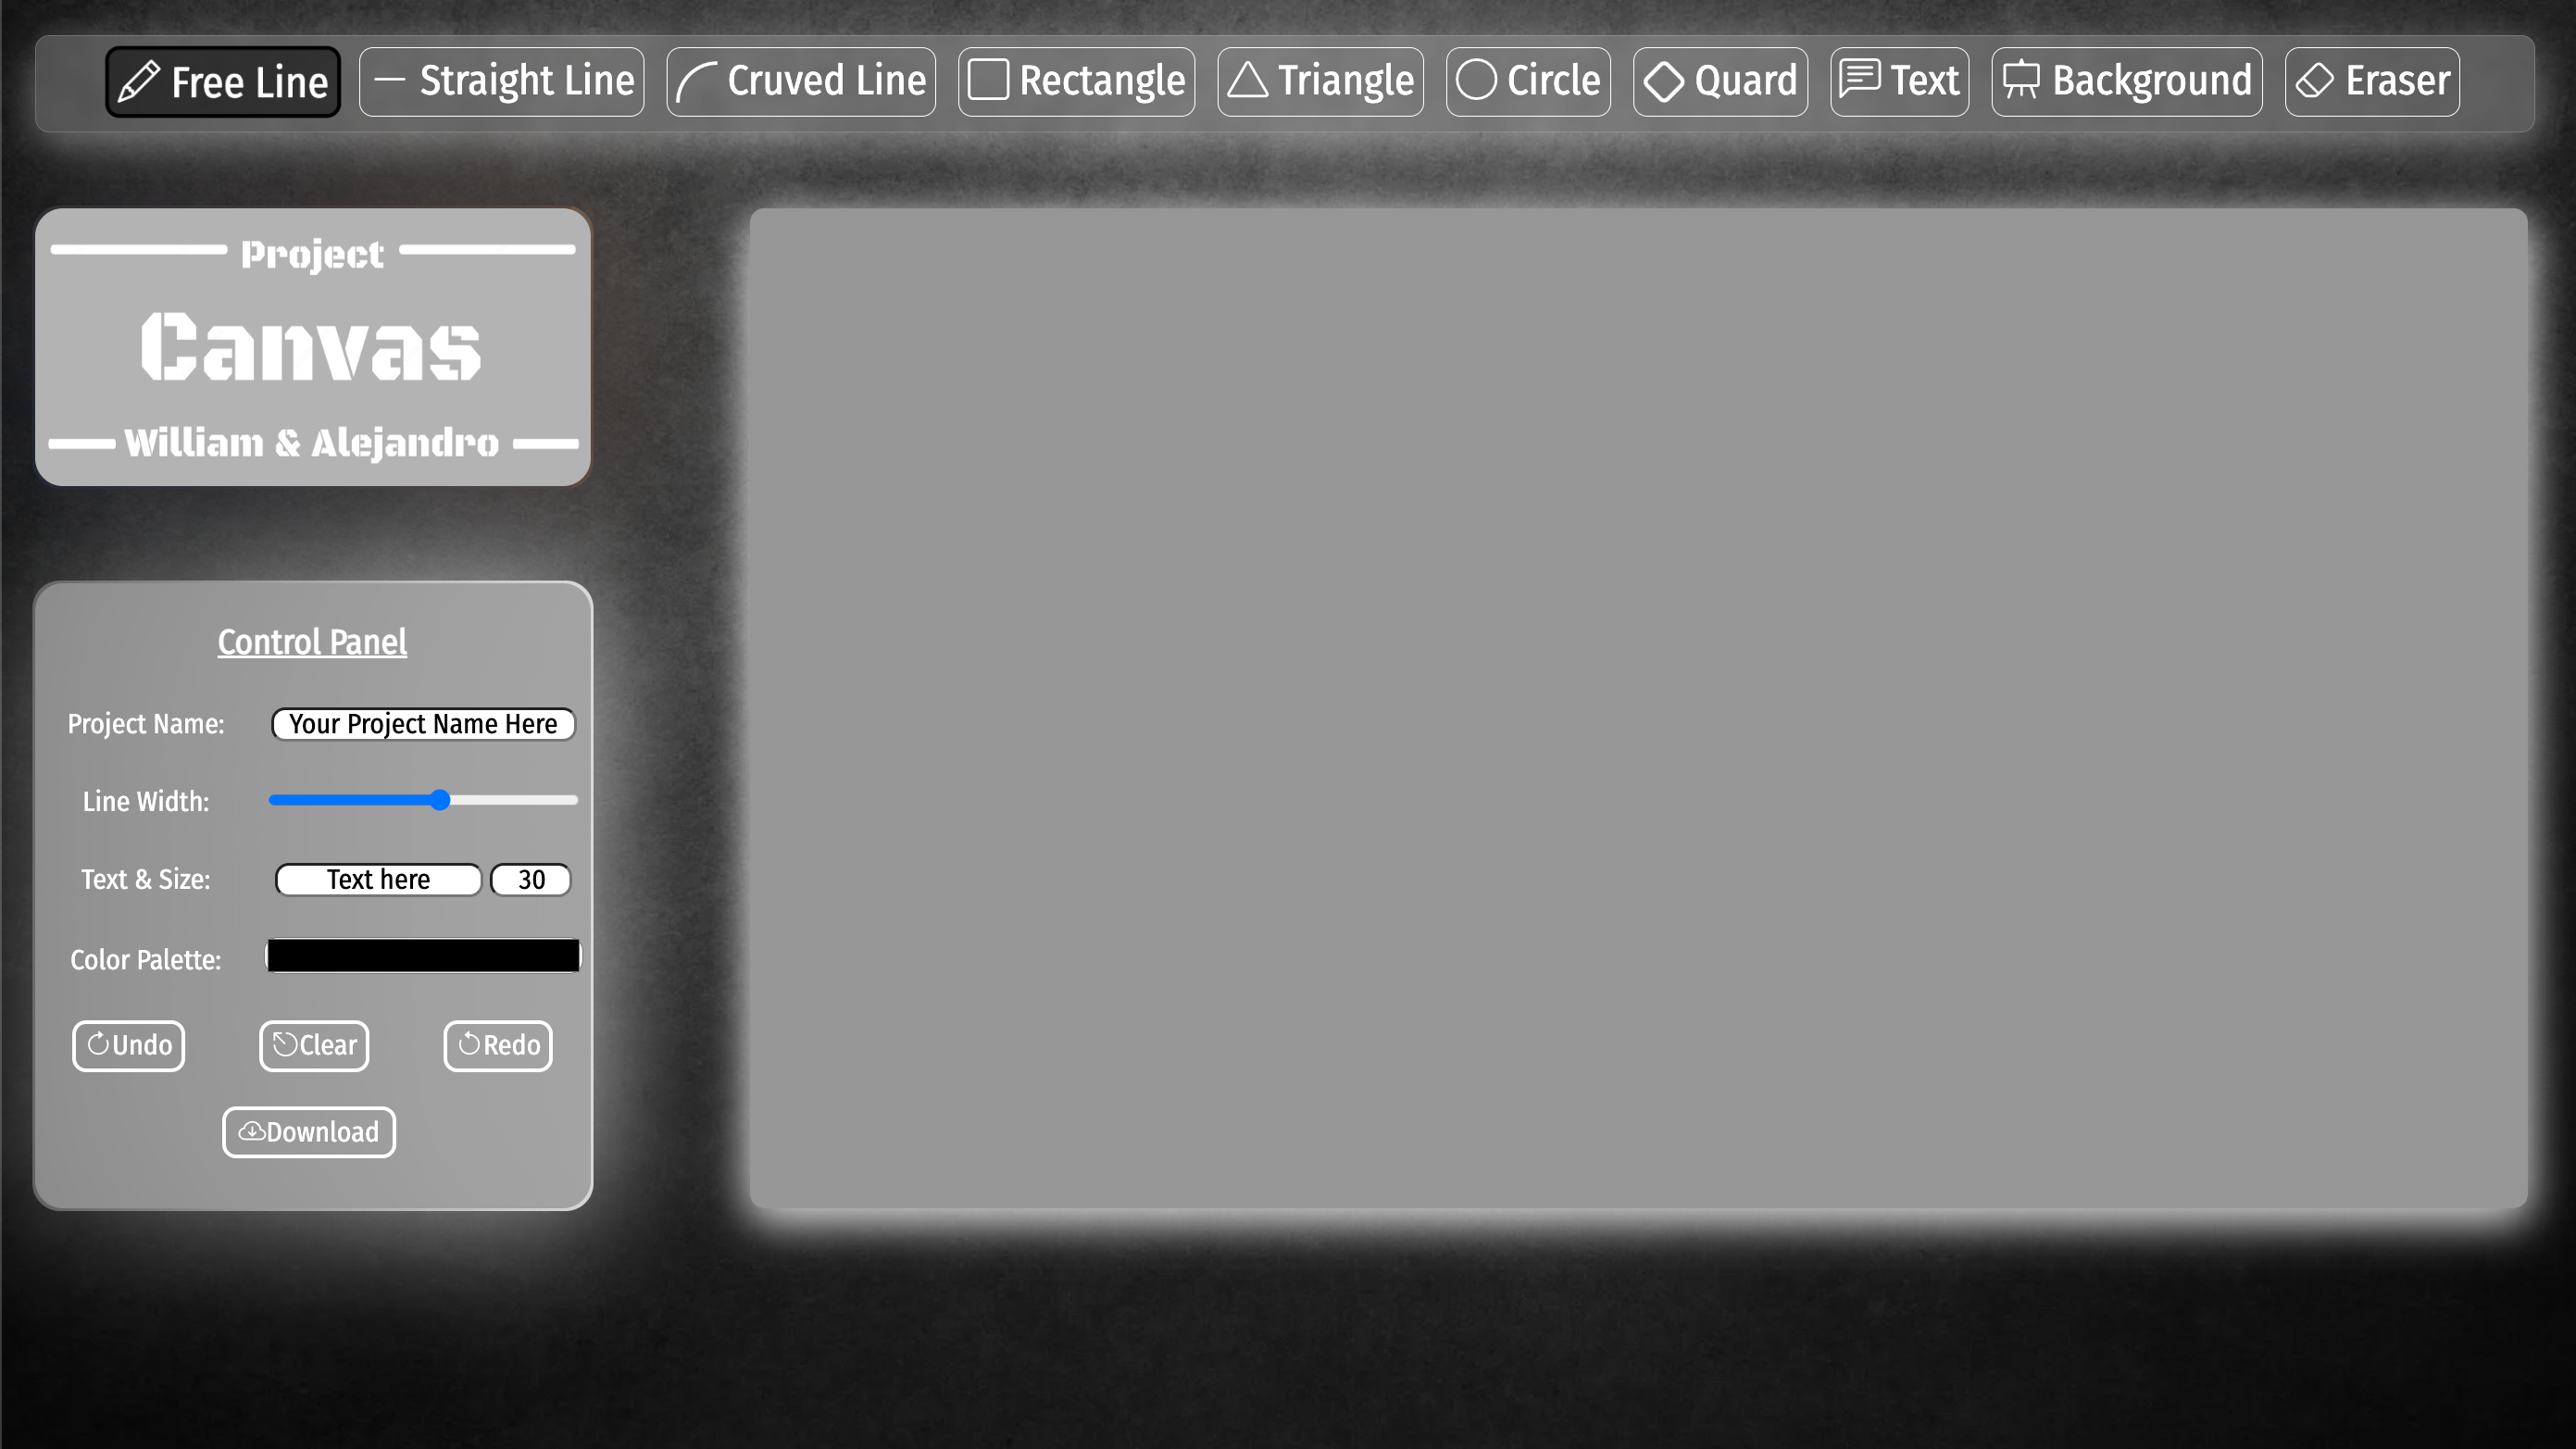 Free Line Straight Line Cruved Line Rectangle Triangle Circle Quard Text Background Eraser
Project
Canvas
William & Alejandro
Control Panel
Project Name: Your Project Name Here
Line Width:
Text & Size: Text here 30
Color Palette:
Undo Clear Redo
Download